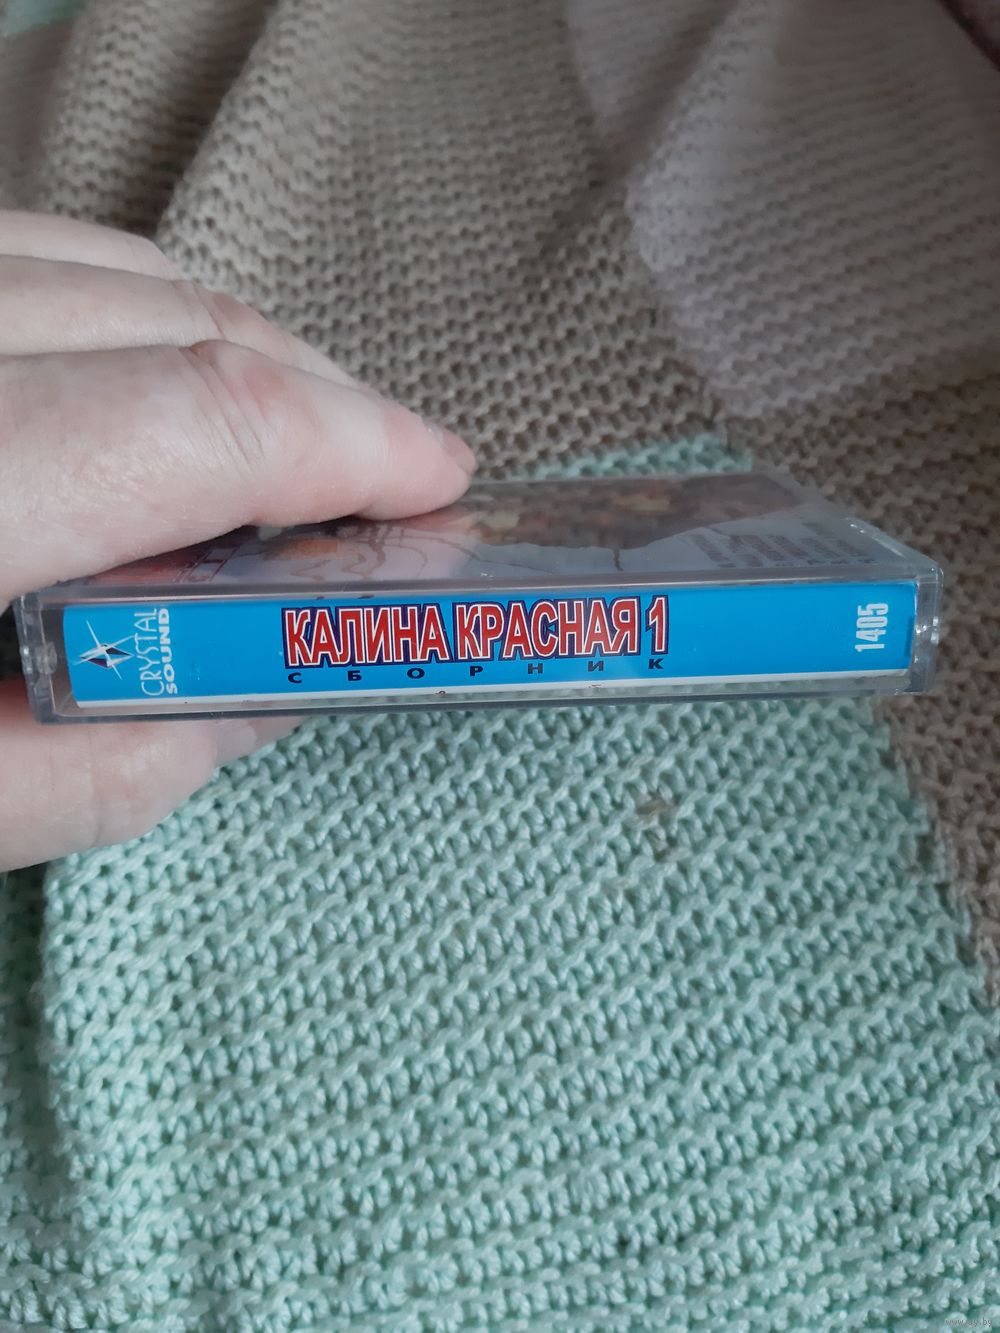 CRYSTAL
SOUND
КАЛИНА КРАСНАЯ 1
СБОРНИК
1405